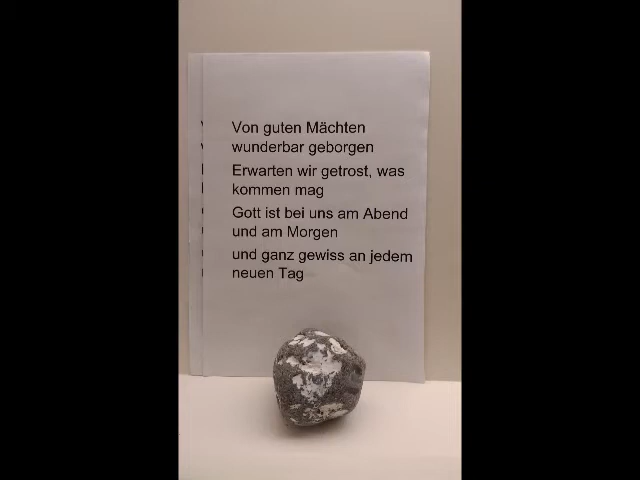 Von guten Mächten
wunderbar geborgen
Erwarten wir getrost, was
kommen mag
Gott ist bei uns am Abend
und am Morgen
und ganz gewiss an jedem
neuen Tag